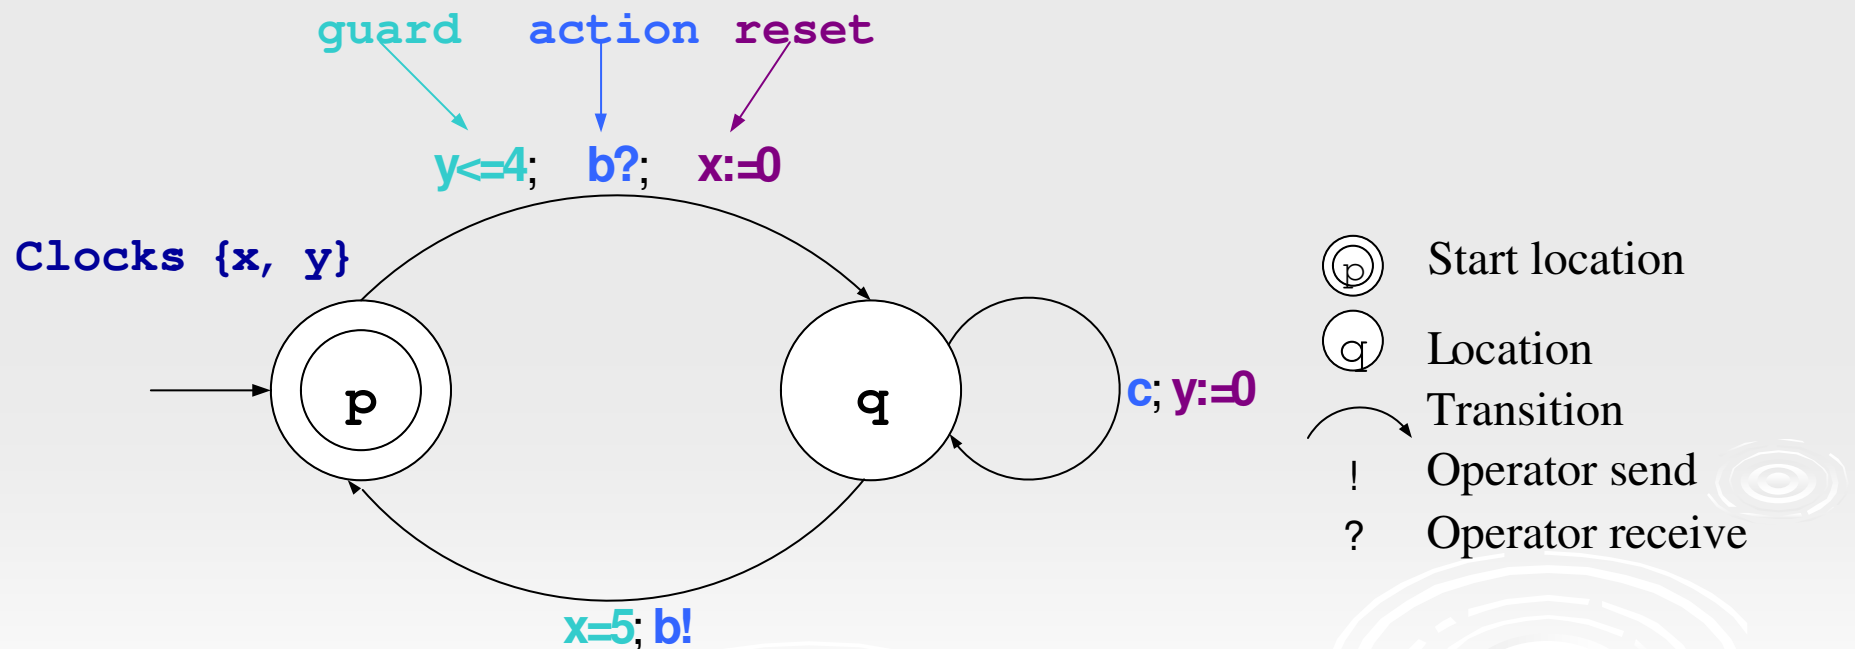 guard action reset
y<=4; b?; x:=0
Clocks {x, y}
p
q
c; y:=0
x=5; b!
p Start location
q Location
Transition
! Operator send
? Operator receive